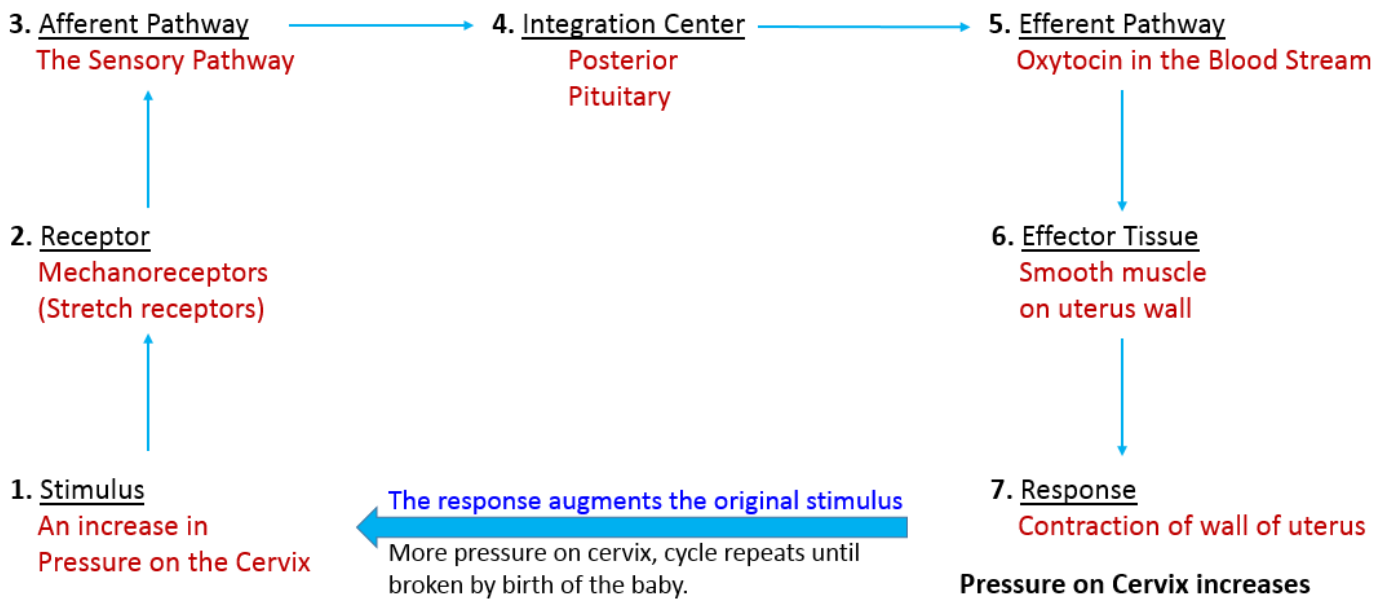 3. Afferent Pathway
The Sensory Pathway
4. Integration Center
Posterior
Pituitary
5. Efferent Pathway
Oxytocin in the Blood Stream
2. Receptor
Mechanoreceptors
(Stretch receptors)
6. Effector Tissue
Smooth muscle
on uterus wall
1. Stimulus
An increase in
Pressure on the Cervix
The response augments the original stimulus
More pressure on cervix, cycle repeats until
broken by birth of the baby.
7. Response
Contraction of wall of uterus
Pressure on Cervix increases